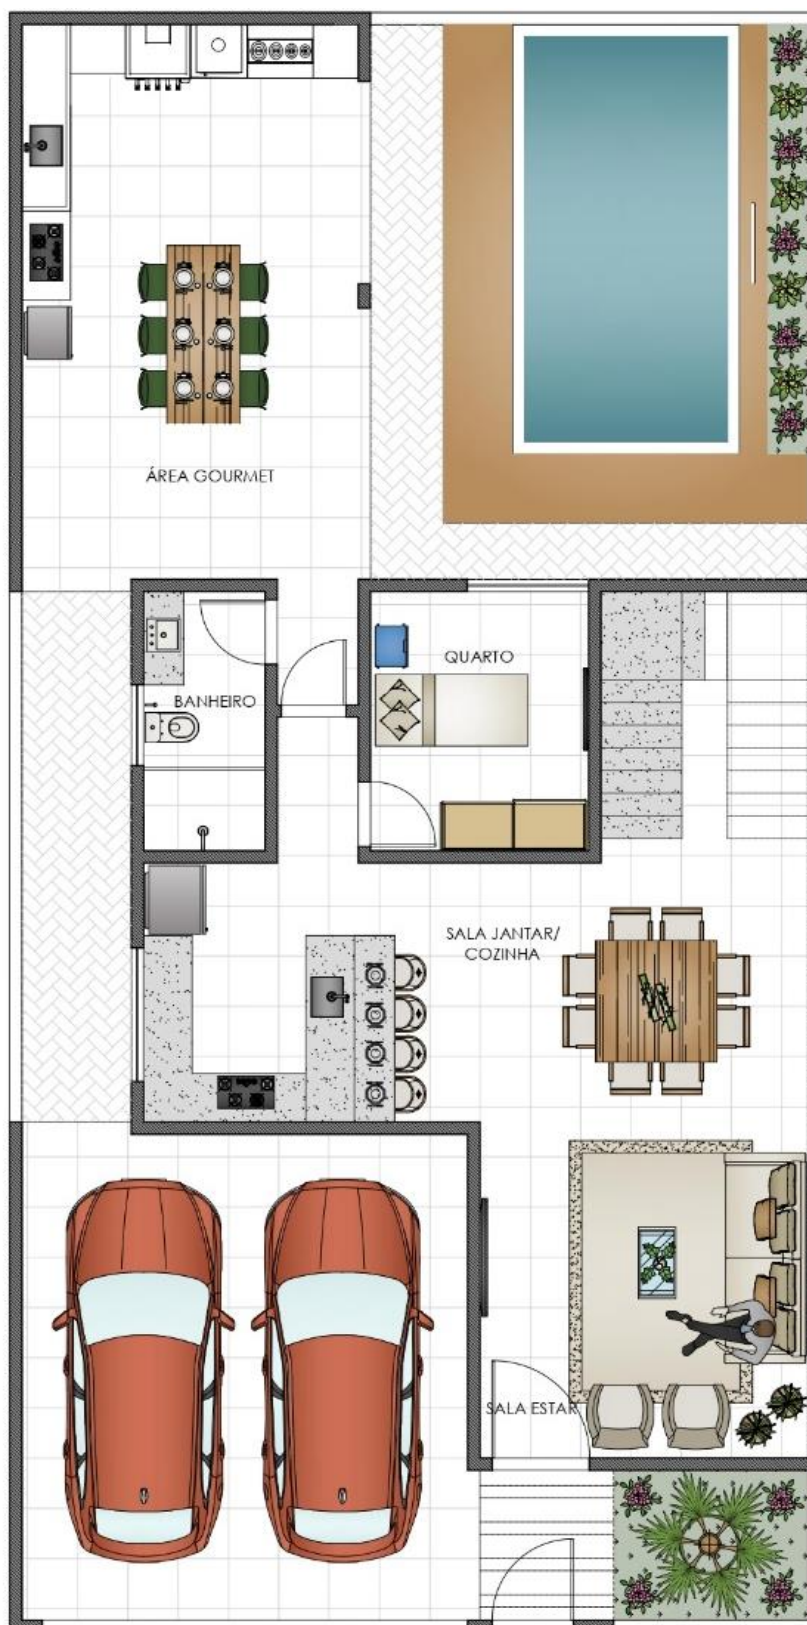 ÁREA GOURMET
QUARTO
BANHEIRO
SALA JANTAR/
COZINHA
SALA ESTAR